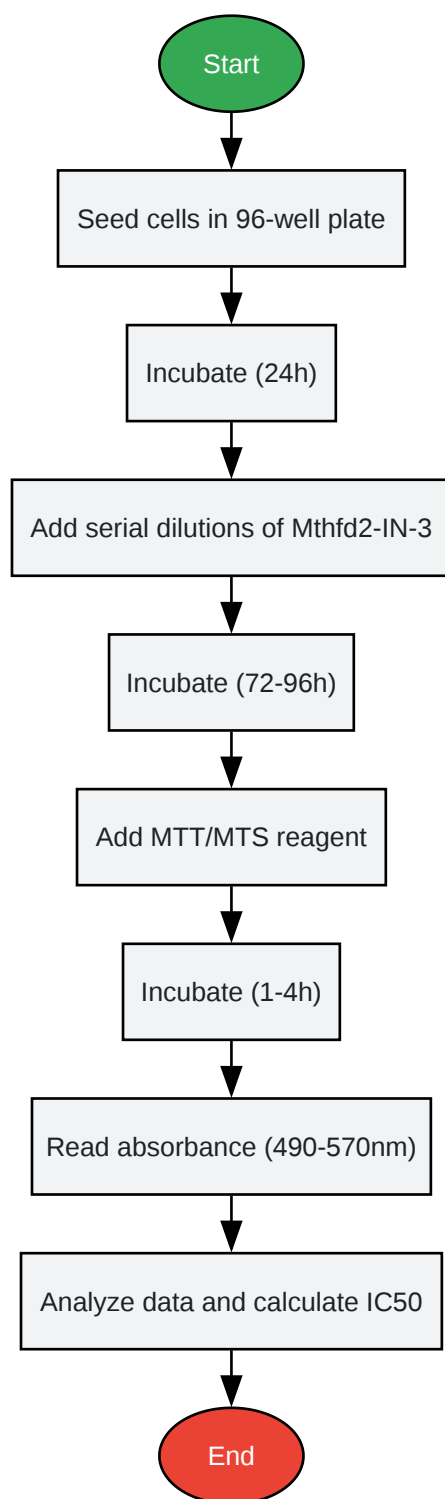 Start
Seed cells in 96-well plate
Incubate (24h)
Add serial dilutions of Mthfd2-IN-3
Incubate (72-96h)
Add MTT/MTS reagent
Incubate (1-4h)
Read absorbance (490-570nm)
Analyze data and calculate IC50
End